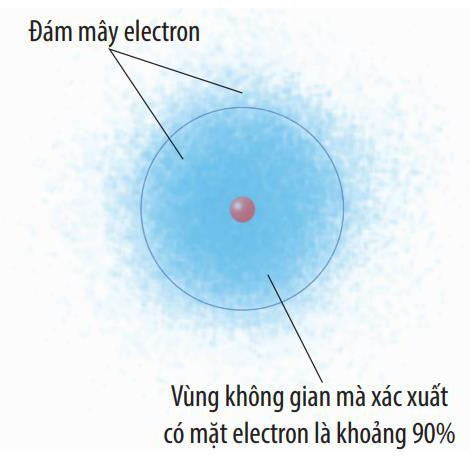 Đám mây electron
Vùng không gian mà xác xuất
có mặt electron là khoảng 90%